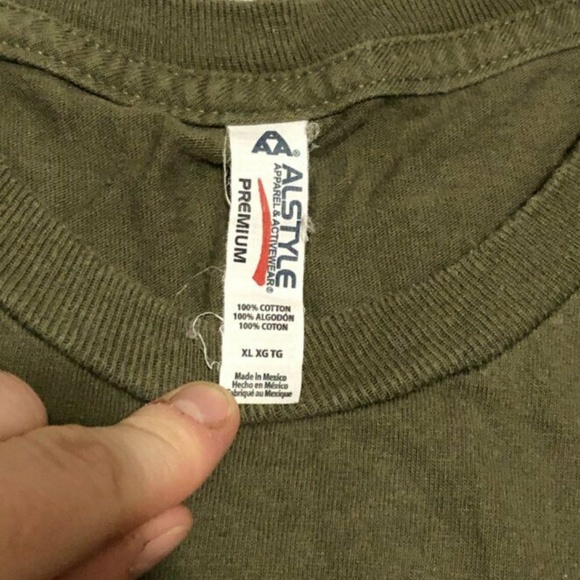 ALSTYLE®
APPAREL & ACTIVEWEAR®
PREMIUM
100% COTTON
100% ALGODÓN
100% COTON
XL XG TG
Made in Mexico
Hecho en México
Fabriqué au Mexique